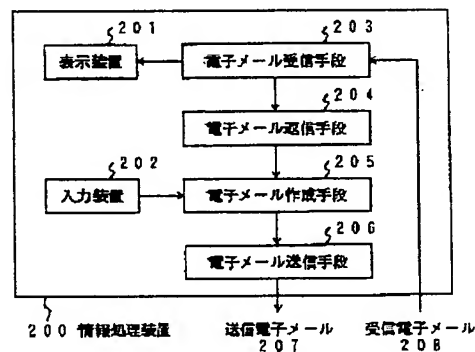 201
203
表示装置
電子メール受信手段
204
電子メール返信手段
202
205
入力装置
電子メール作成手段
206
電子メール送信手段
200 情報処理装置
送信電子メール
207
受信電子メール
208